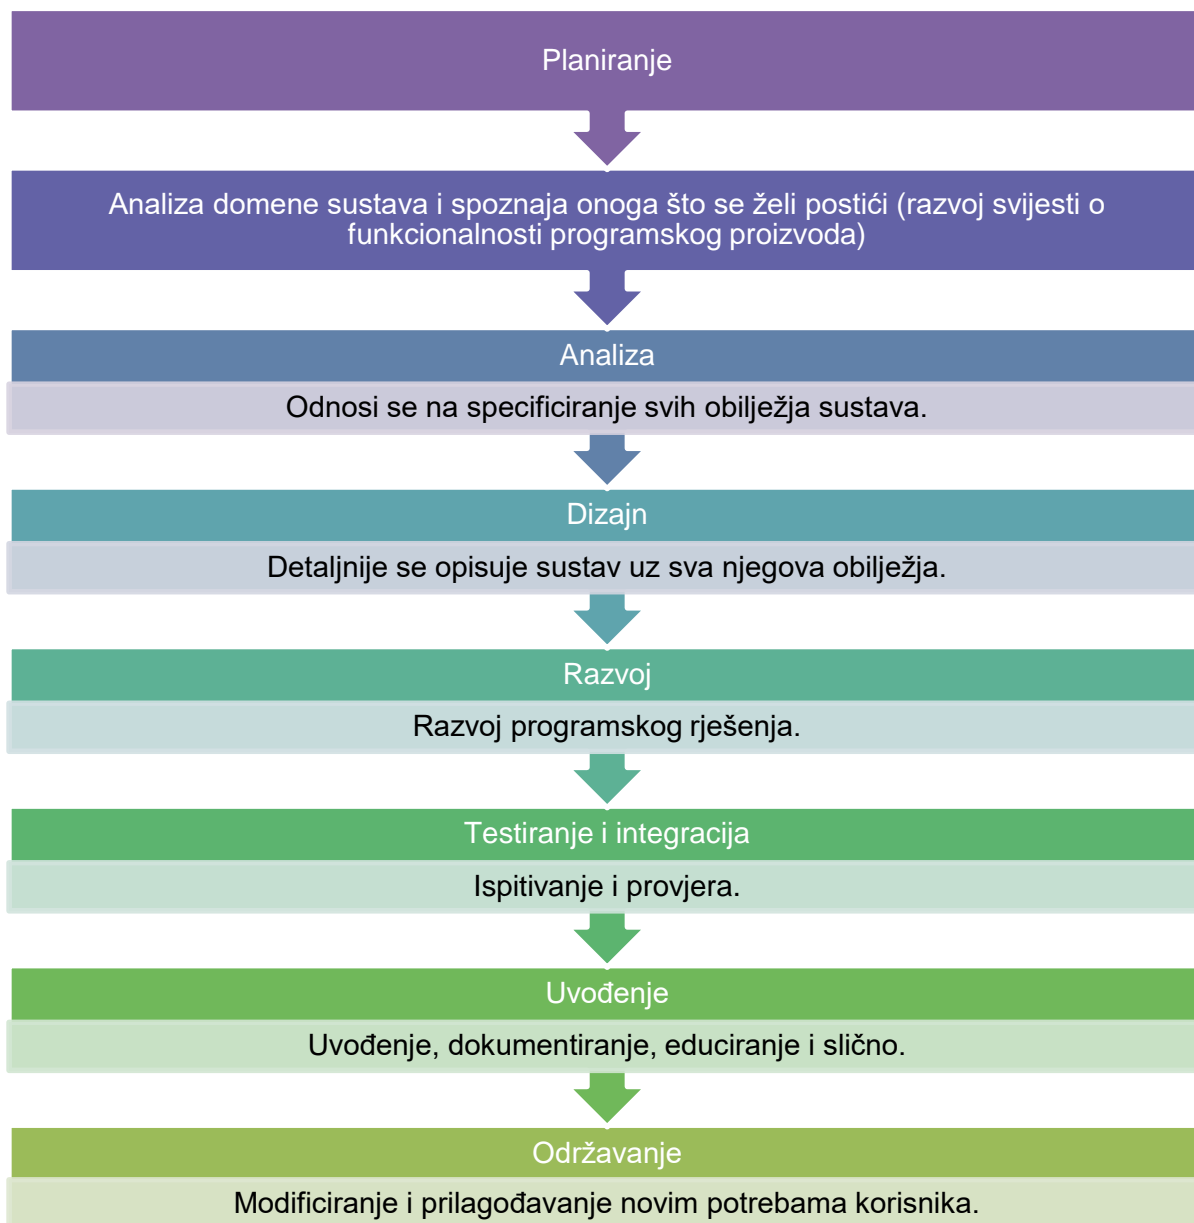 Planiranje
Analiza domene sustava i spoznaja onoga što se želi postići (razvoj svijesti o
funkcionalnosti programskog proizvoda)
Analiza
Odnosi se na specificiranje svih obilježja sustava.
Dizajn
Detaljnije se opisuje sustav uz sva njegova obilježja.
Razvoj
Razvoj programskog rješenja.
Testiranje i integracija
Ispitivanje i provjera.
Uvođenje
Uvođenje, dokumentiranje, educiranje i slično.
Održavanje
Modificiranje i prilagođavanje novim potrebama korisnika.